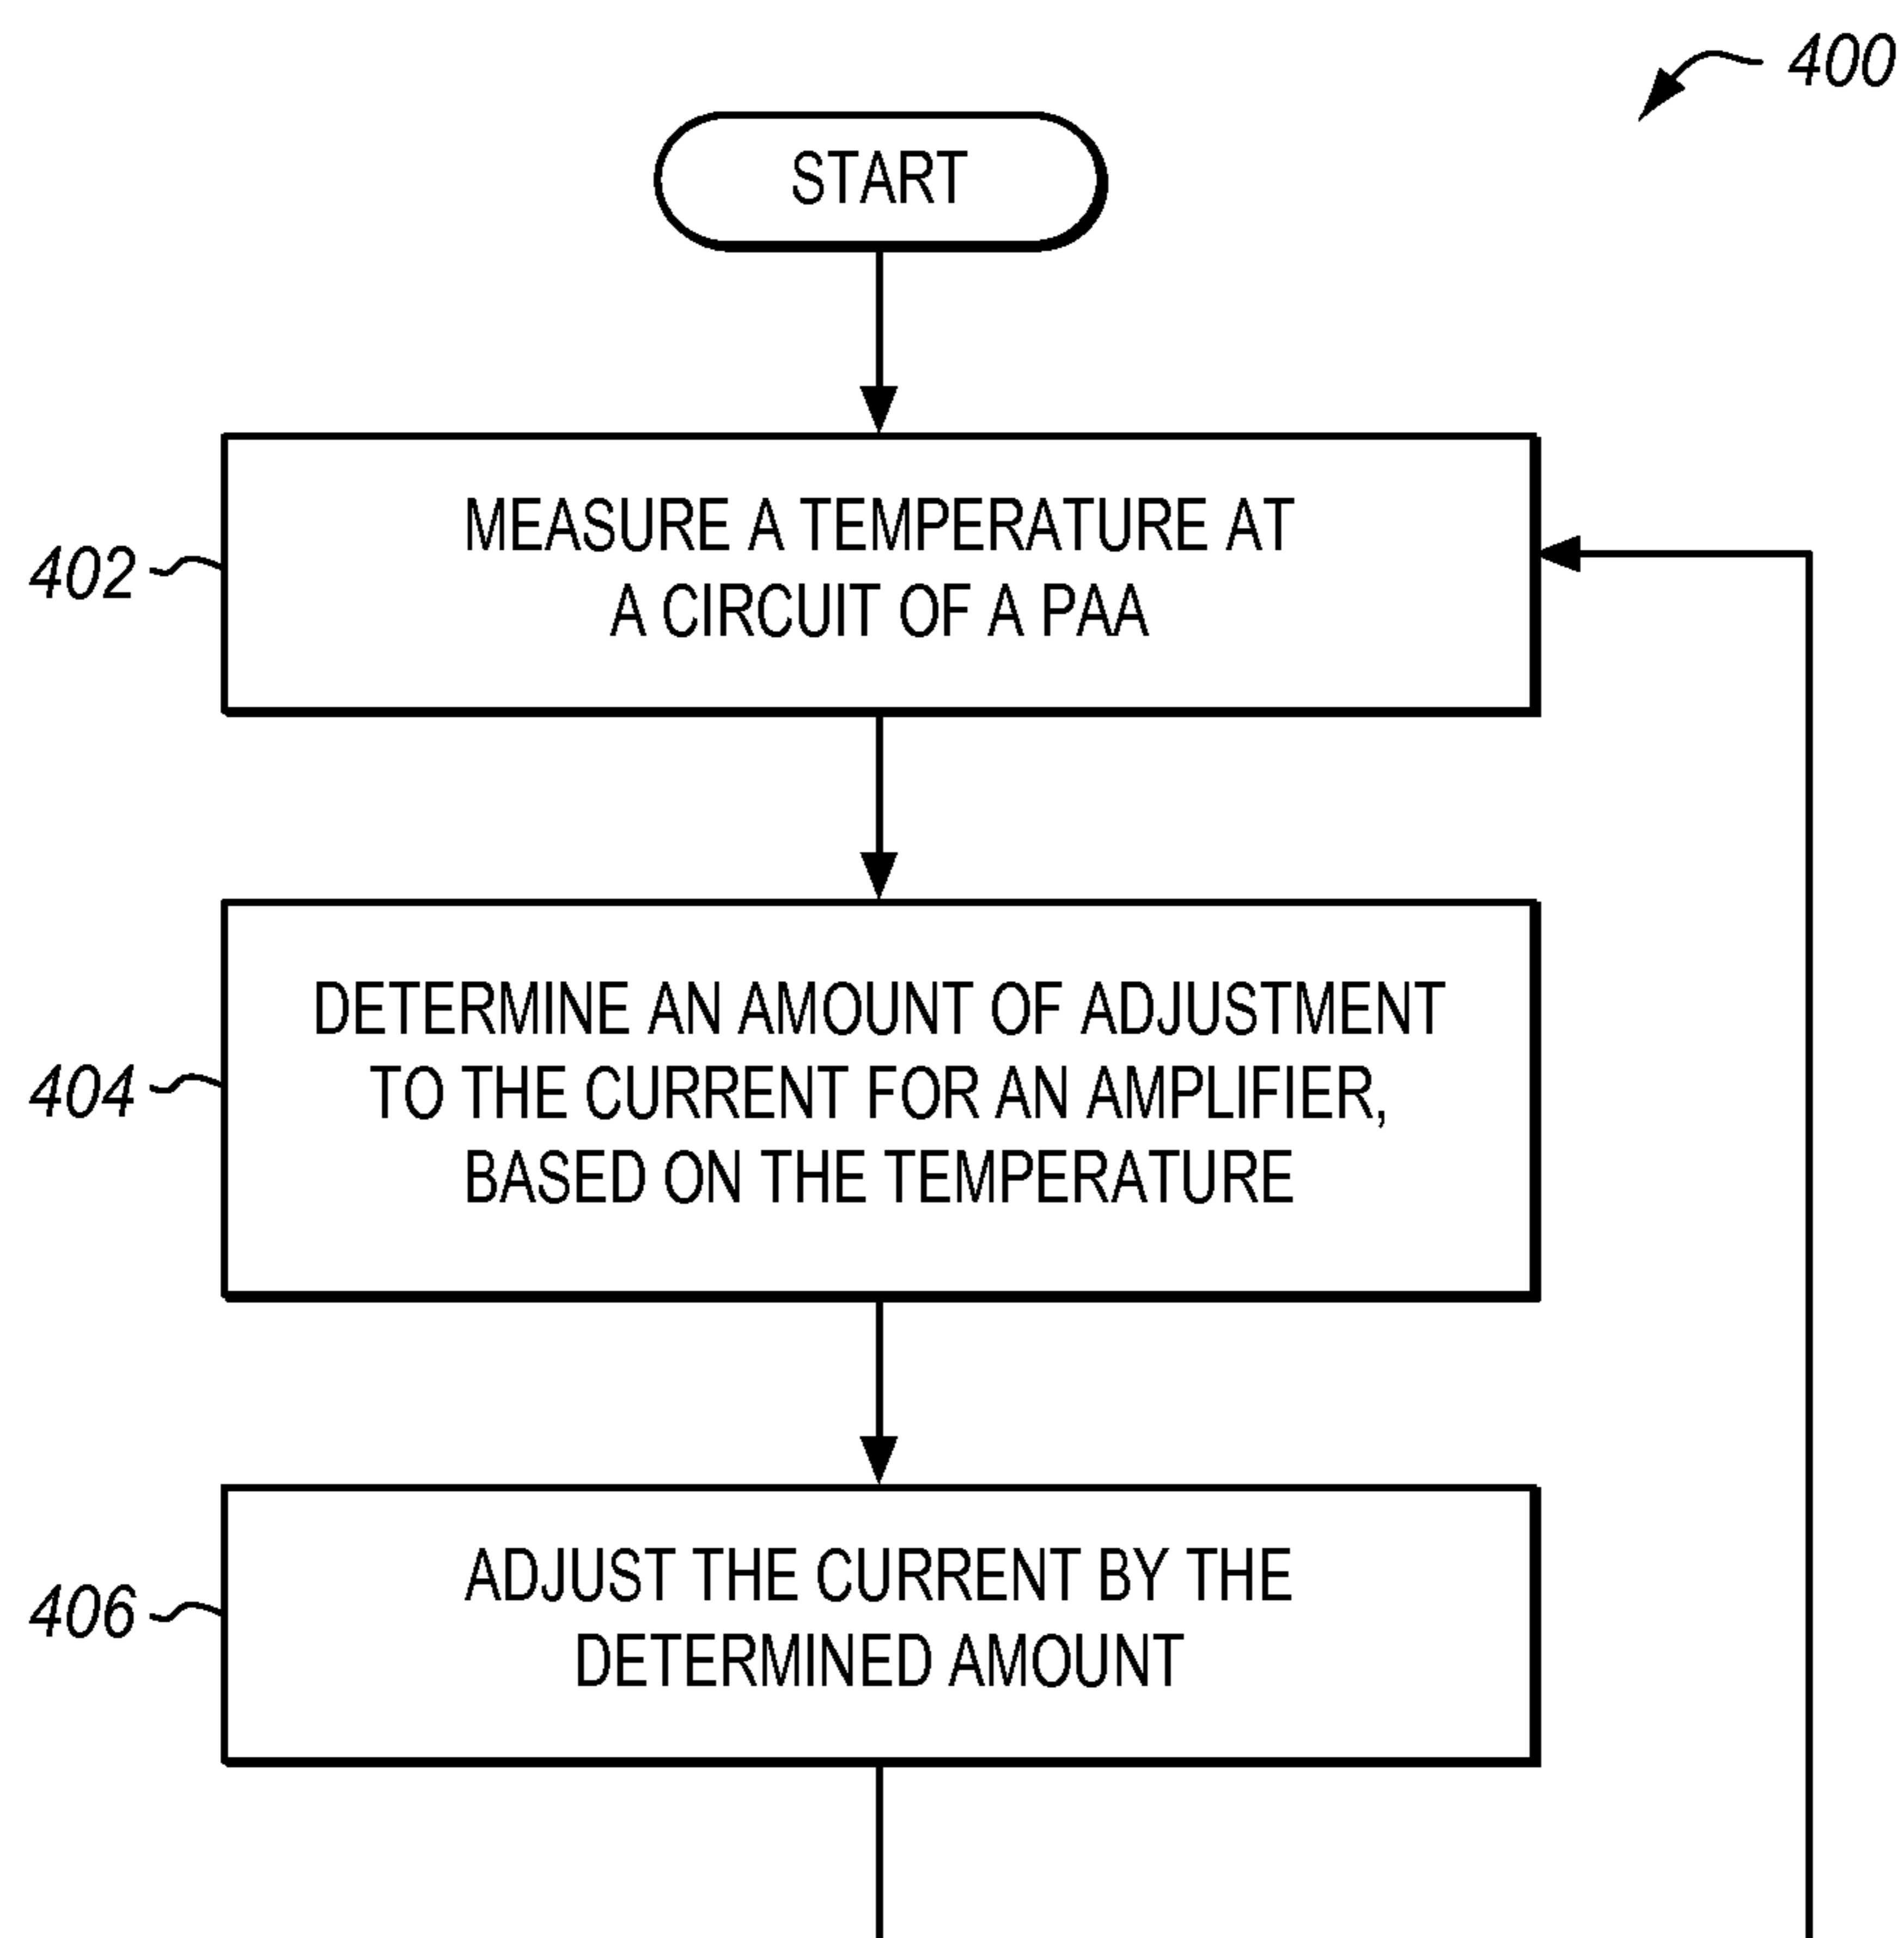 400
START
MEASURE A TEMPERATURE AT
A CIRCUIT OF A PAA
402
DETERMINE AN AMOUNT OF ADJUSTMENT
TO THE CURRENT FOR AN AMPLIFIER,
BASED ON THE TEMPERATURE
404
ADJUST THE CURRENT BY THE
DETERMINED AMOUNT
406